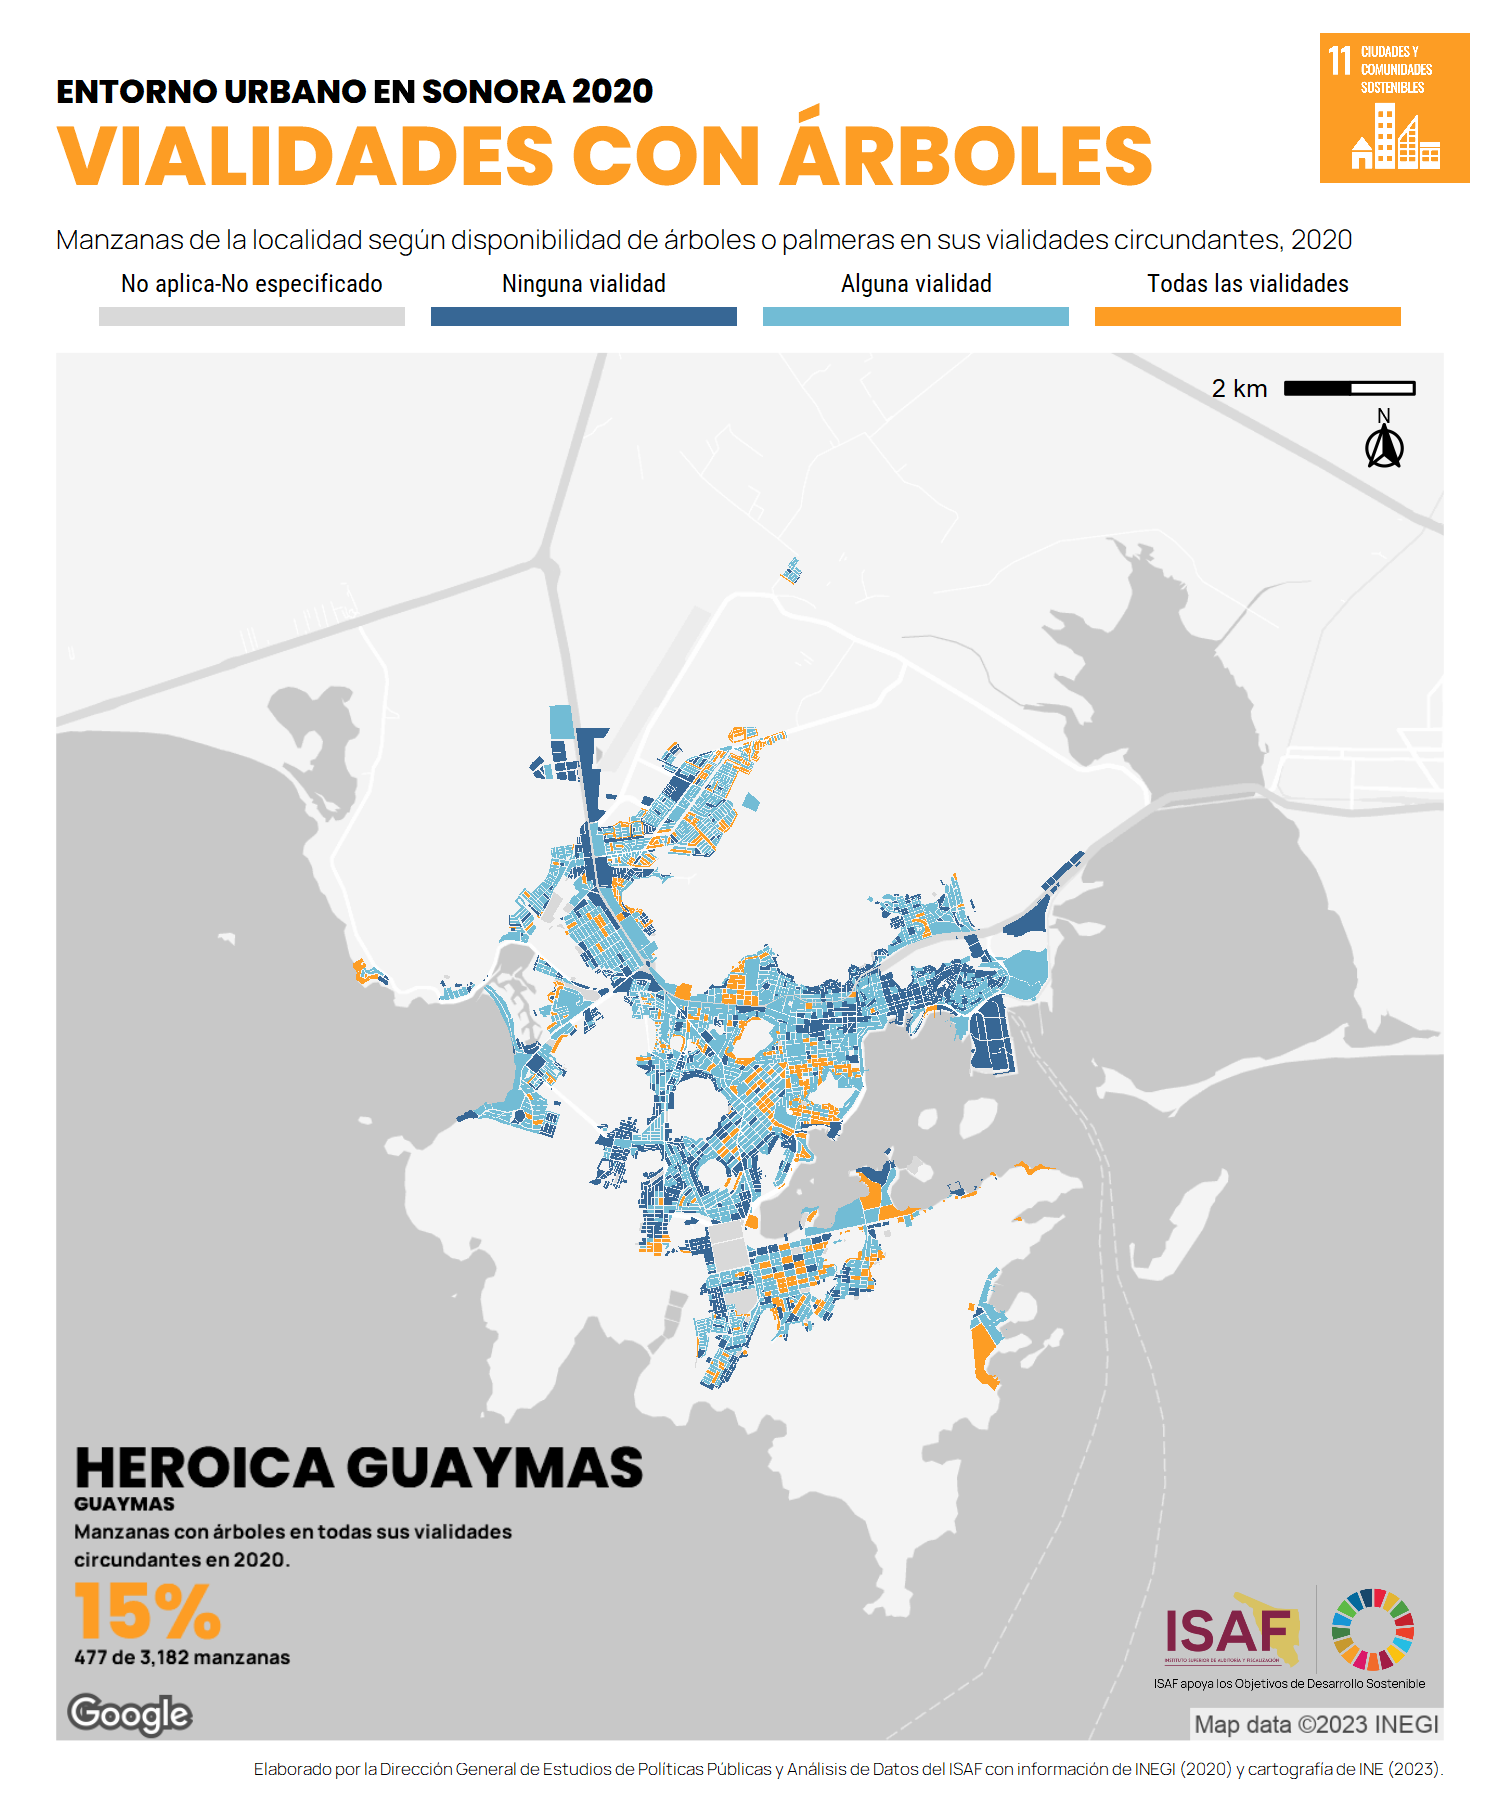 11 CIUDADES Y
COMUNIDADES
SOSTENIBLES
ENTORNO URBANO EN SONORA 2020
VIALIDADES CON ÁRBOLES
Manzanas de la localidad según disponibilidad de árboles o palmeras en sus vialidades circundantes, 2020
No aplica-No especificado Ninguna vialidad Alguna vialidad Todas las vialidades
2 km
N
HEROICA GUAYMAS
GUAYMAS
Manzanas con árboles en todas sus vialidades
circundantes en 2020.
15%
477 de 3,182 manzanas
ISAF
INSTITUTO SUPERIOR DE AUDITORÍA Y FISCALIZACIÓN
ISAF apoya los Objetivos de Desarrollo Sostenible
Google
Map data ©2023 INEGI
Elaborado por la Dirección General de Estudios de Políticas Públicas y Análisis de Datos del ISAF con información de INEGI (2020) y cartografía de INE (2023).